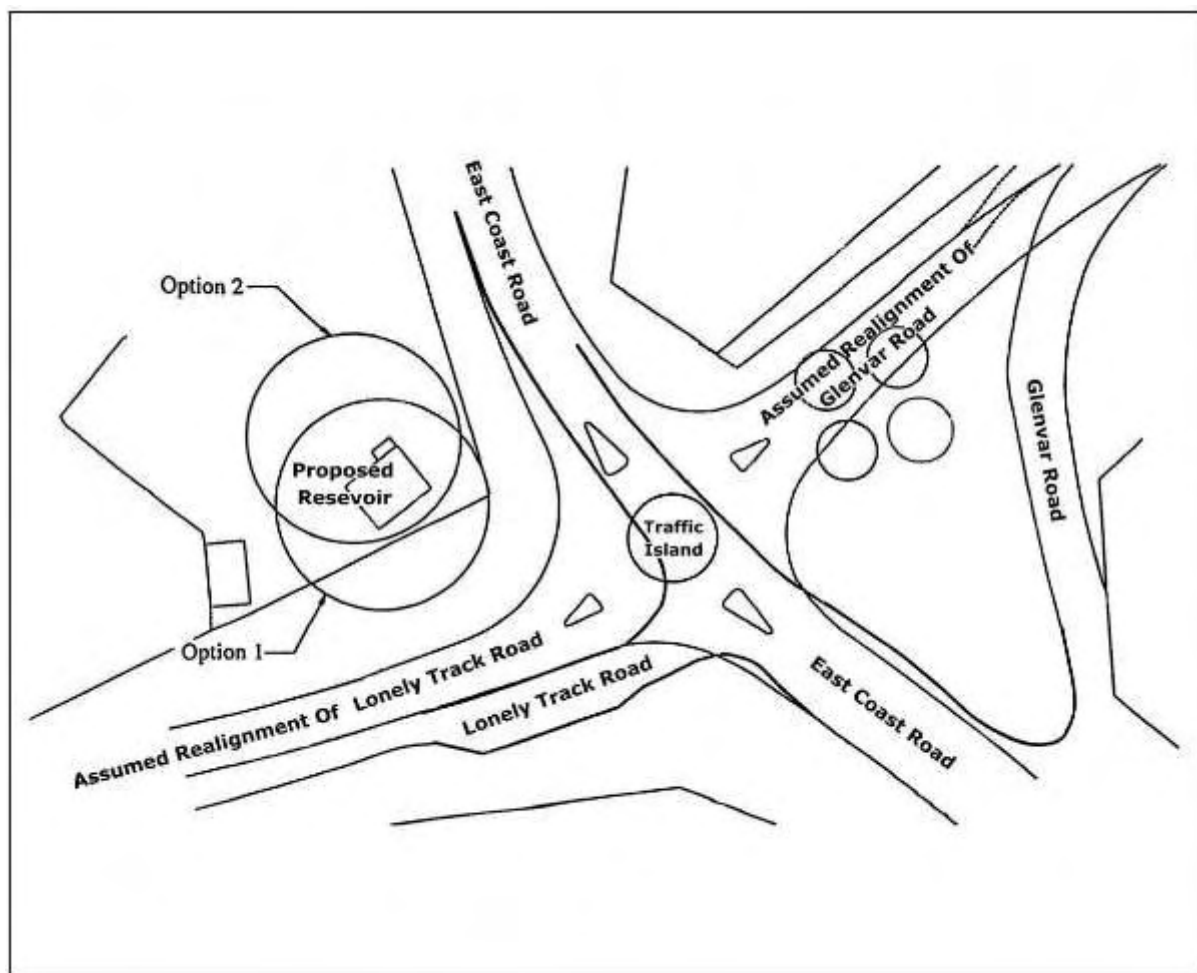 East Coast Road
Option 2
Assumed Realignment Of
Glenvar Road
Glenvar Road
Proposed
Resevoir
Traffic
Island
Option 1
Assumed Realignment Of Lonely Track Road
Lonely Track Road
East Coast Road